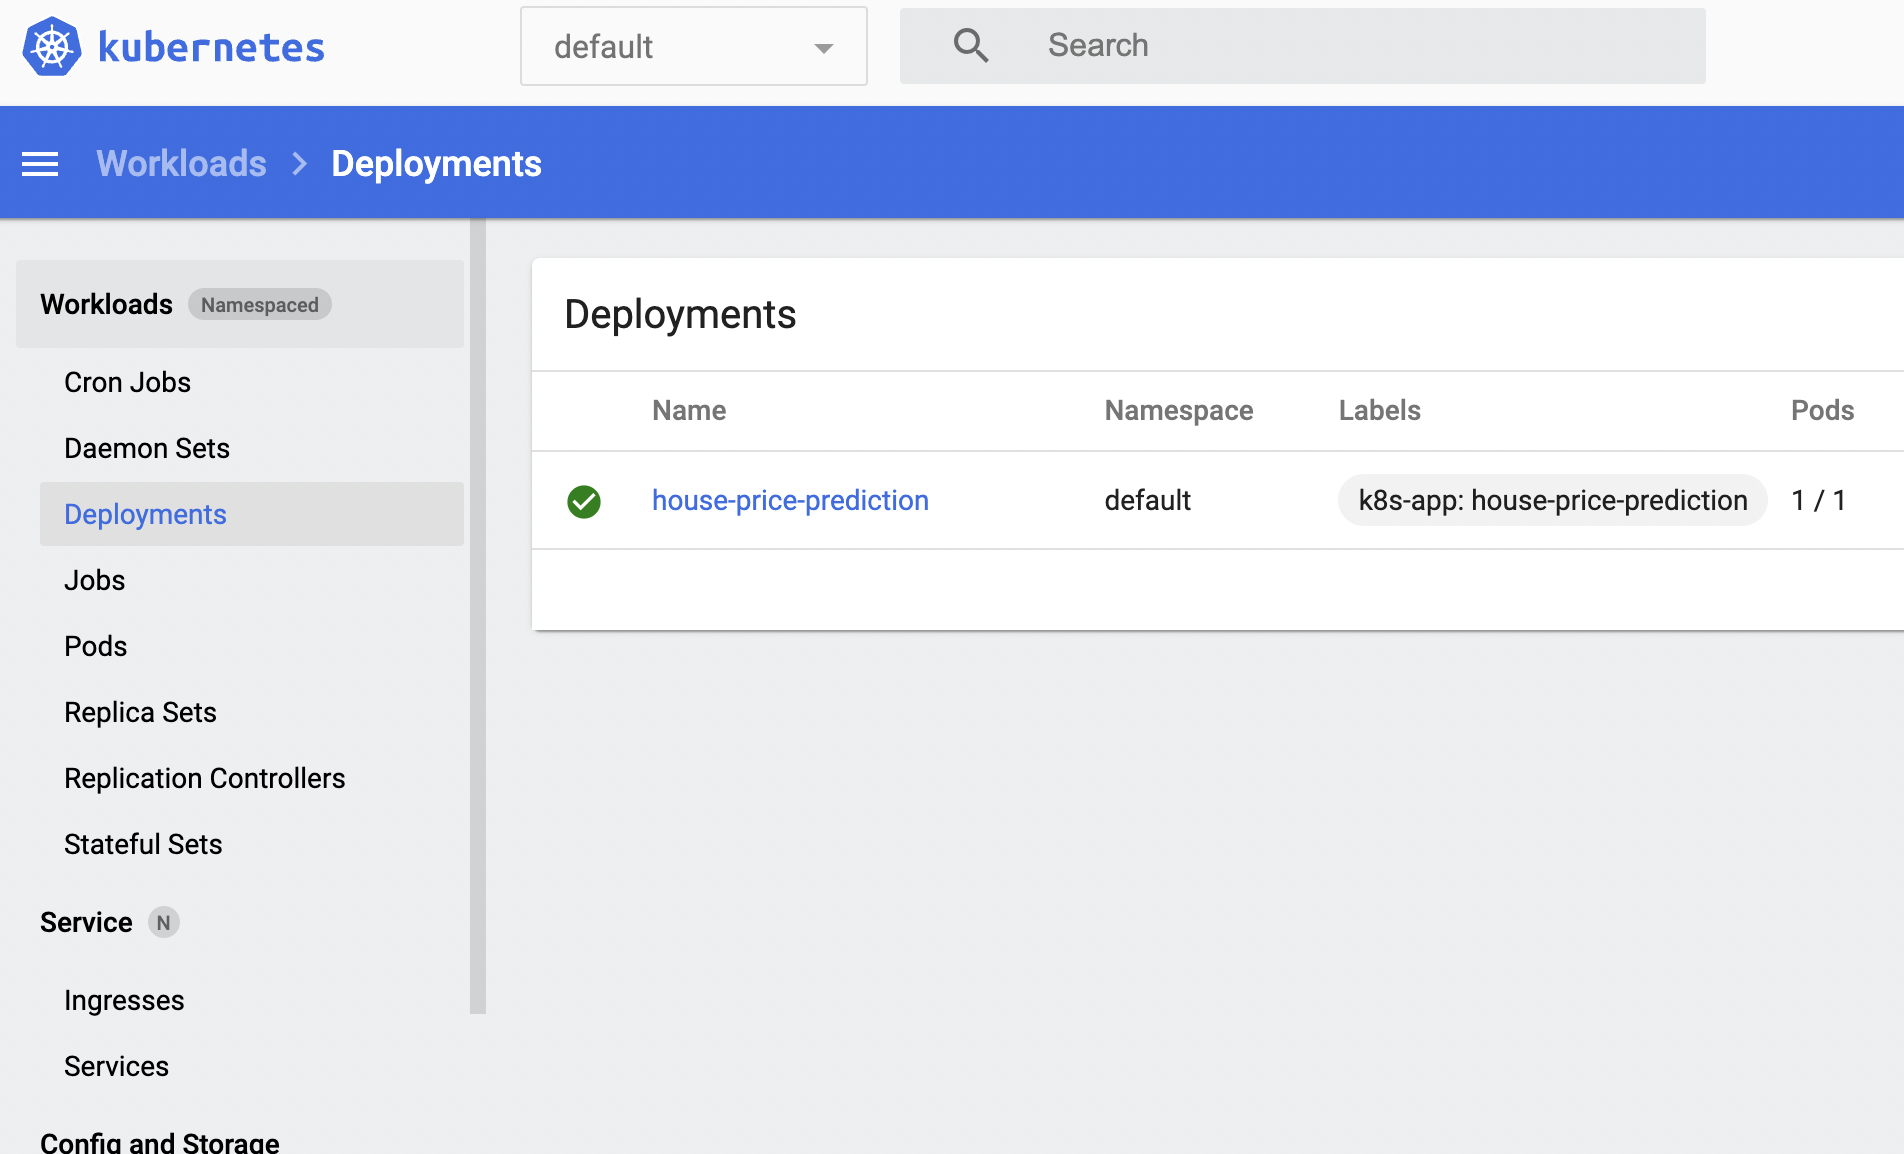 kubernetes
default
Search
Workloads > Deployments
Workloads Namespaced
Cron Jobs
Daemon Sets
Deployments
Jobs
Pods
Replica Sets
Replication Controllers
Stateful Sets
Service N
Ingresses
Services
Config and Storage
Deployments
Name Namespace Labels Pods
house-price-prediction default k8s-app: house-price-prediction 1 / 1